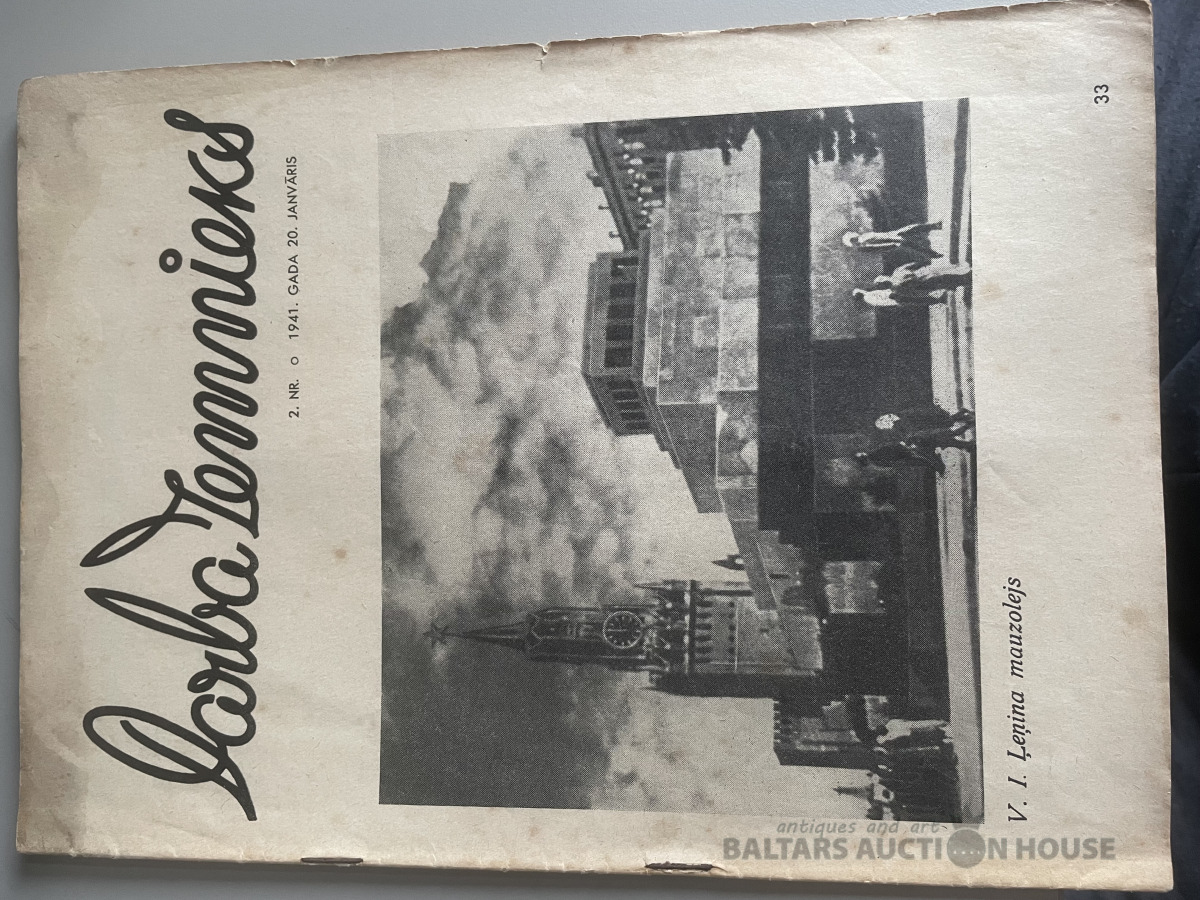 Darba Zemnieks
2. NR. ○ 1941. GADA 20. JANVĀRIS
V. I. Ļeņina mauzolejs
33
antiques and art
BALTARS AUCTION HOUSE